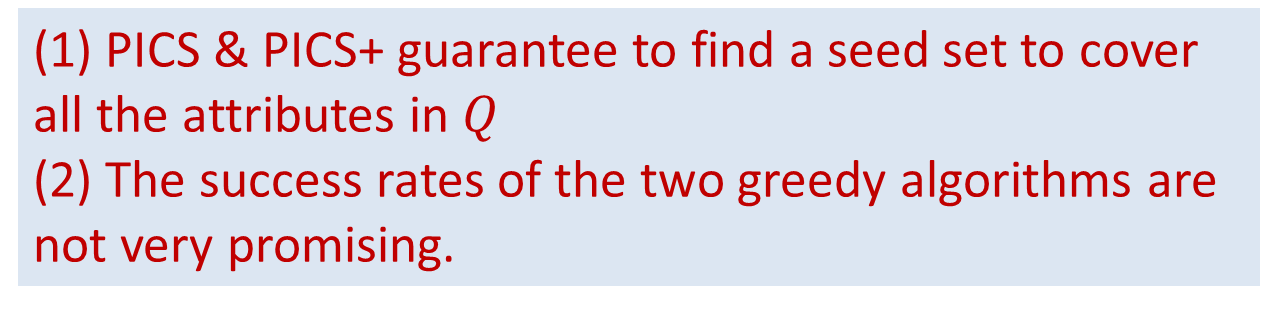 (1) PICS & PICS+ guarantee to find a seed set to cover
all the attributes in Q
(2) The success rates of the two greedy algorithms are
not very promising.